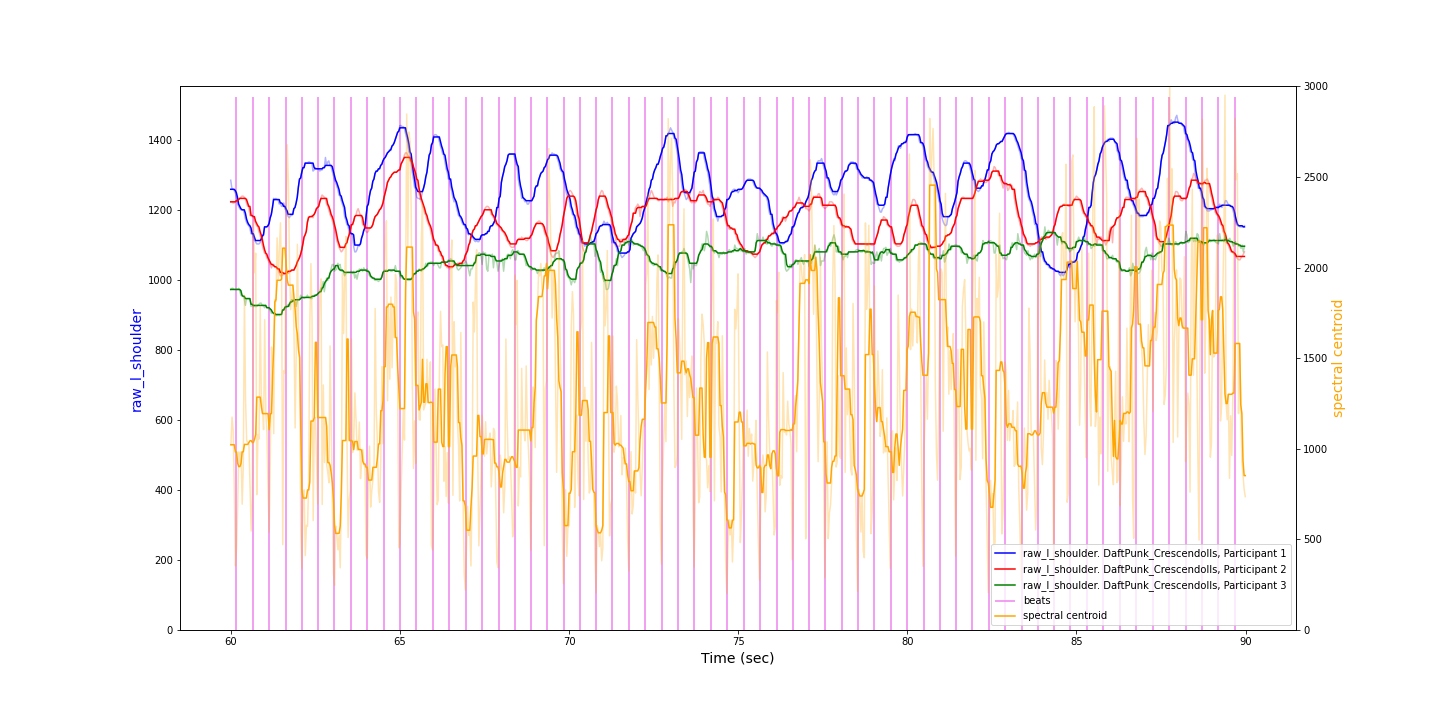 3000
1400
2500
1200
2000
1000
800
1500
600
1000
400
500
200
0
0
raw_l_shoulder
spectral centroid
raw_l_shoulder. DaftPunk_Crescendolls, Participant 1
raw_l_shoulder. DaftPunk_Crescendolls, Participant 2
raw_l_shoulder. DaftPunk_Crescendolls, Participant 3
beats
spectral centroid
60 65 70 75 80 85 90
Time (sec)